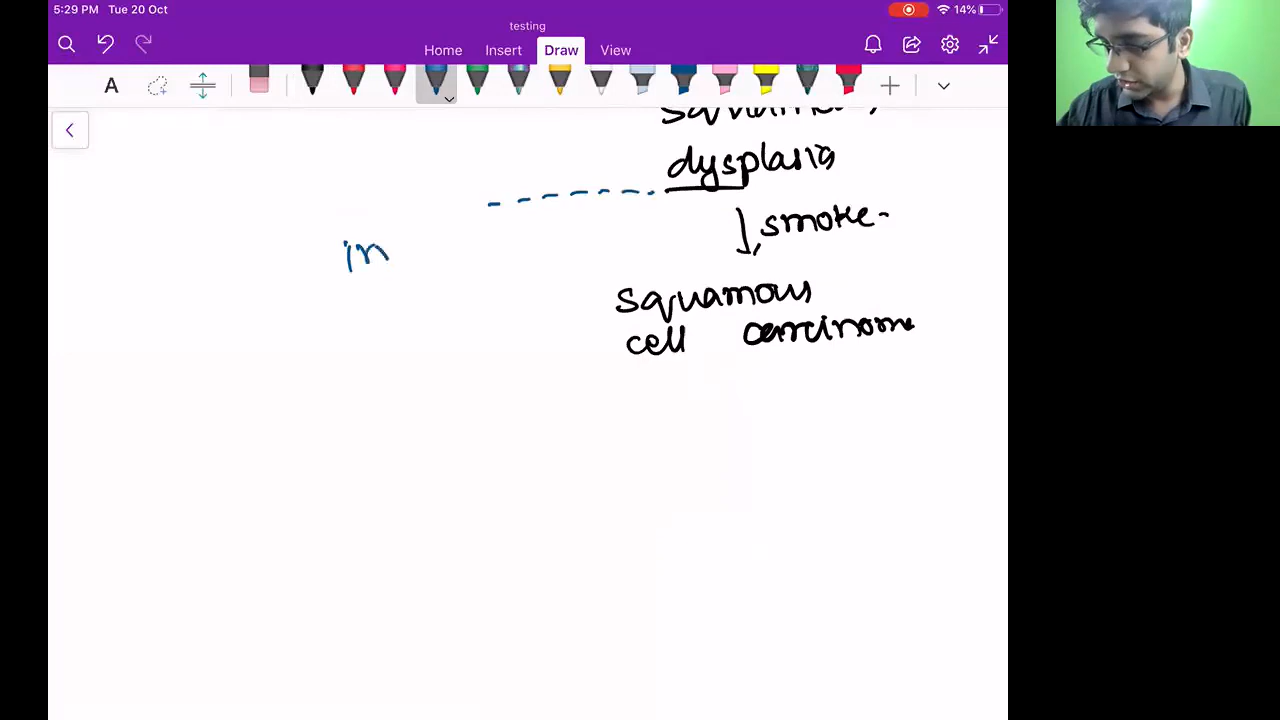 5:29 PM Tue 20 Oct
14%
testing
Home Insert Draw View
A
dysplasia
smoke-
in
squamous
cell carcinoma